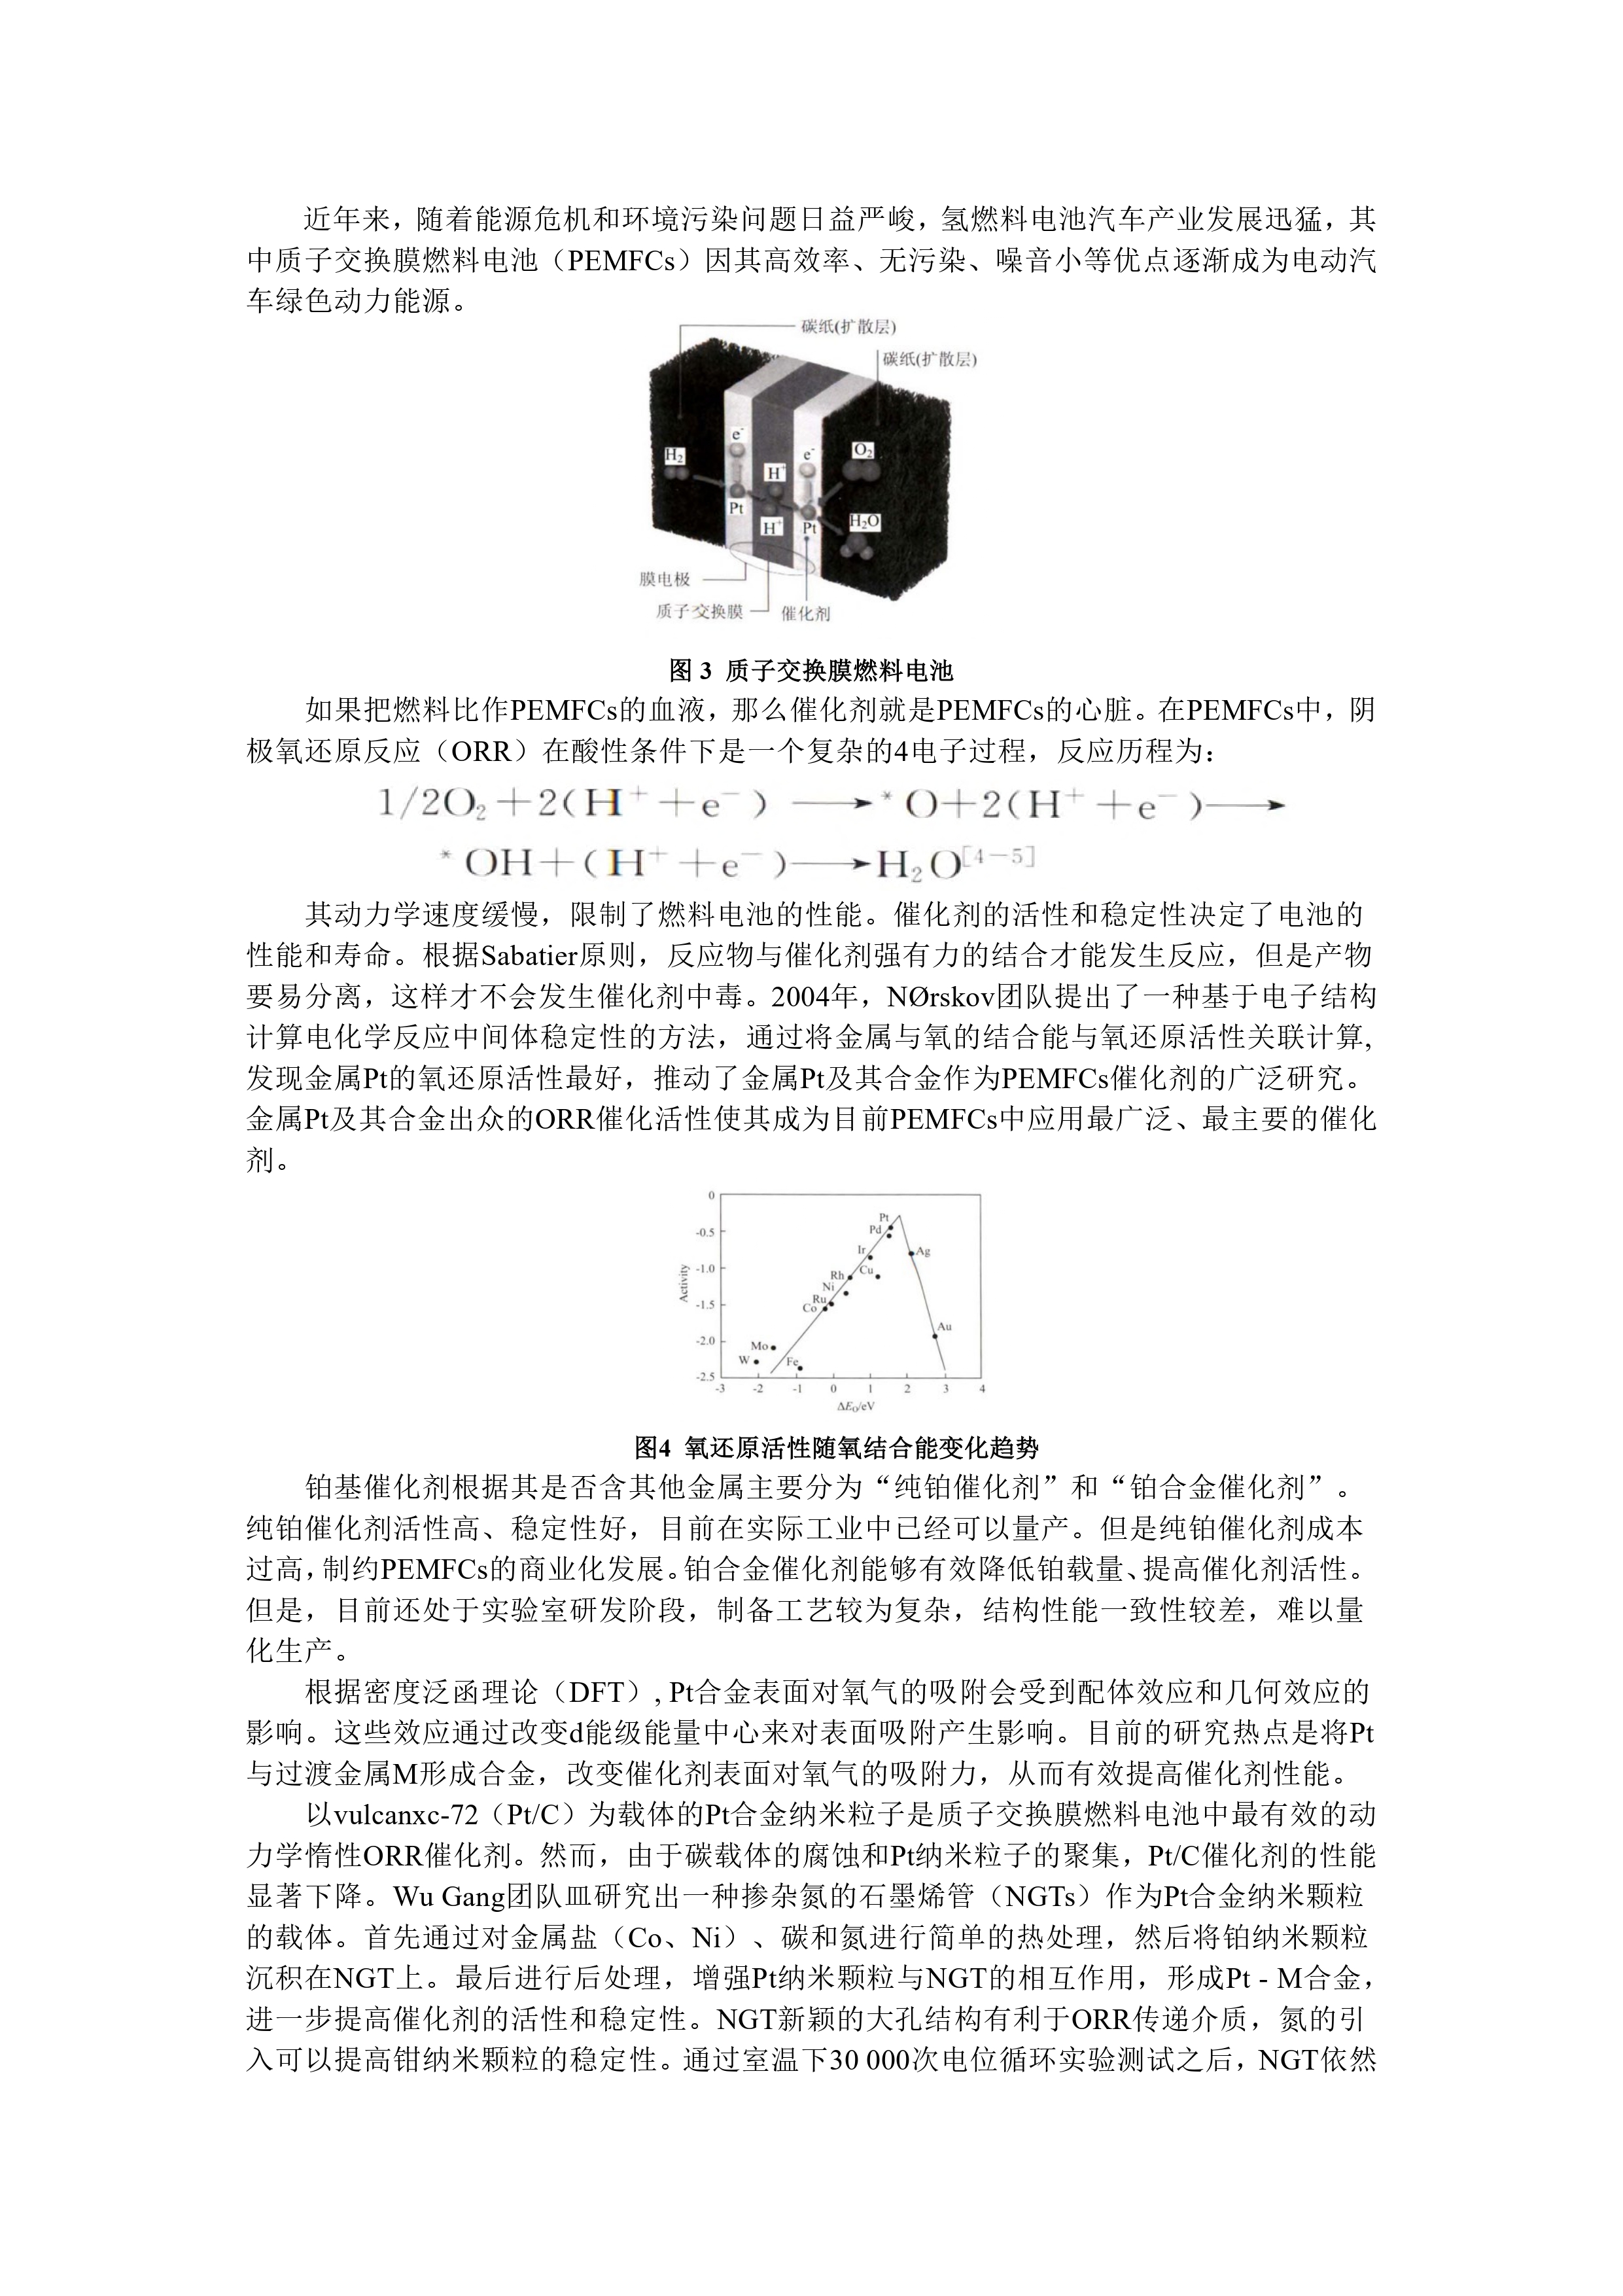 近年来，随着能源危机和环境污染问题日益严峻，氢燃料电池汽车产业发展迅猛，其
中质子交换膜燃料电池（PEMFCs）因其高效率、无污染、噪音小等优点逐渐成为电动汽
车绿色动力能源。
碳纸(扩散层)
碳纸(扩散层)
H₂
e⁻
Pt
H⁺
H⁺
e⁻
Pt
O₂
H₂O
膜电极
质子交换膜
催化剂
图 3 质子交换膜燃料电池
如果把燃料比作PEMFCs的血液，那么催化剂就是PEMFCs的心脏。在PEMFCs中，阴
极氧还原反应（ORR）在酸性条件下是一个复杂的4电子过程，反应历程为：
1/2O₂+2(H⁺+e⁻)⟶*O+2(H⁺+e⁻)⟶
*OH+(H⁺+e⁻)⟶H₂O[4-5]
其动力学速度缓慢，限制了燃料电池的性能。催化剂的活性和稳定性决定了电池的
性能和寿命。根据Sabatier原则，反应物与催化剂强有力的结合才能发生反应，但是产物
要易分离，这样才不会发生催化剂中毒。2004年，NØrskov团队提出了一种基于电子结构
计算电化学反应中间体稳定性的方法，通过将金属与氧的结合能与氧还原活性关联计算，
发现金属Pt的氧还原活性最好，推动了金属Pt及其合金作为PEMFCs催化剂的广泛研究。
金属Pt及其合金出众的ORR催化活性使其成为目前PEMFCs中应用最广泛、最主要的催化
剂。
0
-0.5
-1.0
-1.5
-2.0
-2.5
Activity
Pt
Pd
Ag
Ir
Cu
Rh
Ni
Ru
Co
Au
Mo
W
Fe
-3 -2 -1 0 1 2 3 4
ΔE₀/eV
图4 氧还原活性随氧结合能变化趋势
铂基催化剂根据其是否含其他金属主要分为“纯铂催化剂”和“铂合金催化剂”。
纯铂催化剂活性高、稳定性好，目前在实际工业中已经可以量产。但是纯铂催化剂成本
过高，制约PEMFCs的商业化发展。铂合金催化剂能够有效降低铂载量、提高催化剂活性。
但是，目前还处于实验室研发阶段，制备工艺较为复杂，结构性能一致性较差，难以量
化生产。
根据密度泛函理论（DFT）, Pt合金表面对氧气的吸附会受到配体效应和几何效应的
影响。这些效应通过改变d能级能量中心来对表面吸附产生影响。目前的研究热点是将Pt
与过渡金属M形成合金，改变催化剂表面对氧气的吸附力，从而有效提高催化剂性能。
以vulcanxc-72（Pt/C）为载体的Pt合金纳米粒子是质子交换膜燃料电池中最有效的动
力学惰性ORR催化剂。然而，由于碳载体的腐蚀和Pt纳米粒子的聚集，Pt/C催化剂的性能
显著下降。Wu Gang团队皿研究出一种掺杂氮的石墨烯管（NGTs）作为Pt合金纳米颗粒
的载体。首先通过对金属盐（Co、Ni）、碳和氮进行简单的热处理，然后将铂纳米颗粒
沉积在NGT上。最后进行后处理，增强Pt纳米颗粒与NGT的相互作用，形成Pt - M合金，
进一步提高催化剂的活性和稳定性。NGT新颖的大孔结构有利于ORR传递介质，氮的引
入可以提高钳纳米颗粒的稳定性。通过室温下30 000次电位循环实验测试之后，NGT依然